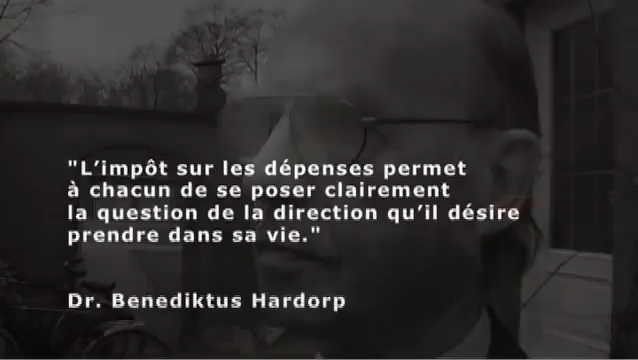 "L'impôt sur les dépenses permet
à chacun de se poser clairement
la question de la direction qu'il désire
prendre dans sa vie."
Dr. Benediktus Hardorp